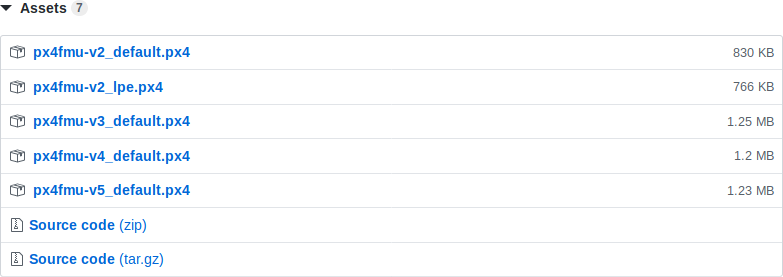 Assets 7
px4fmu-v2_default.px4 830 KB
px4fmu-v2_lpe.px4 766 KB
px4fmu-v3_default.px4 1.25 MB
px4fmu-v4_default.px4 1.2 MB
px4fmu-v5_default.px4 1.23 MB
Source code (zip)
Source code (tar.gz)